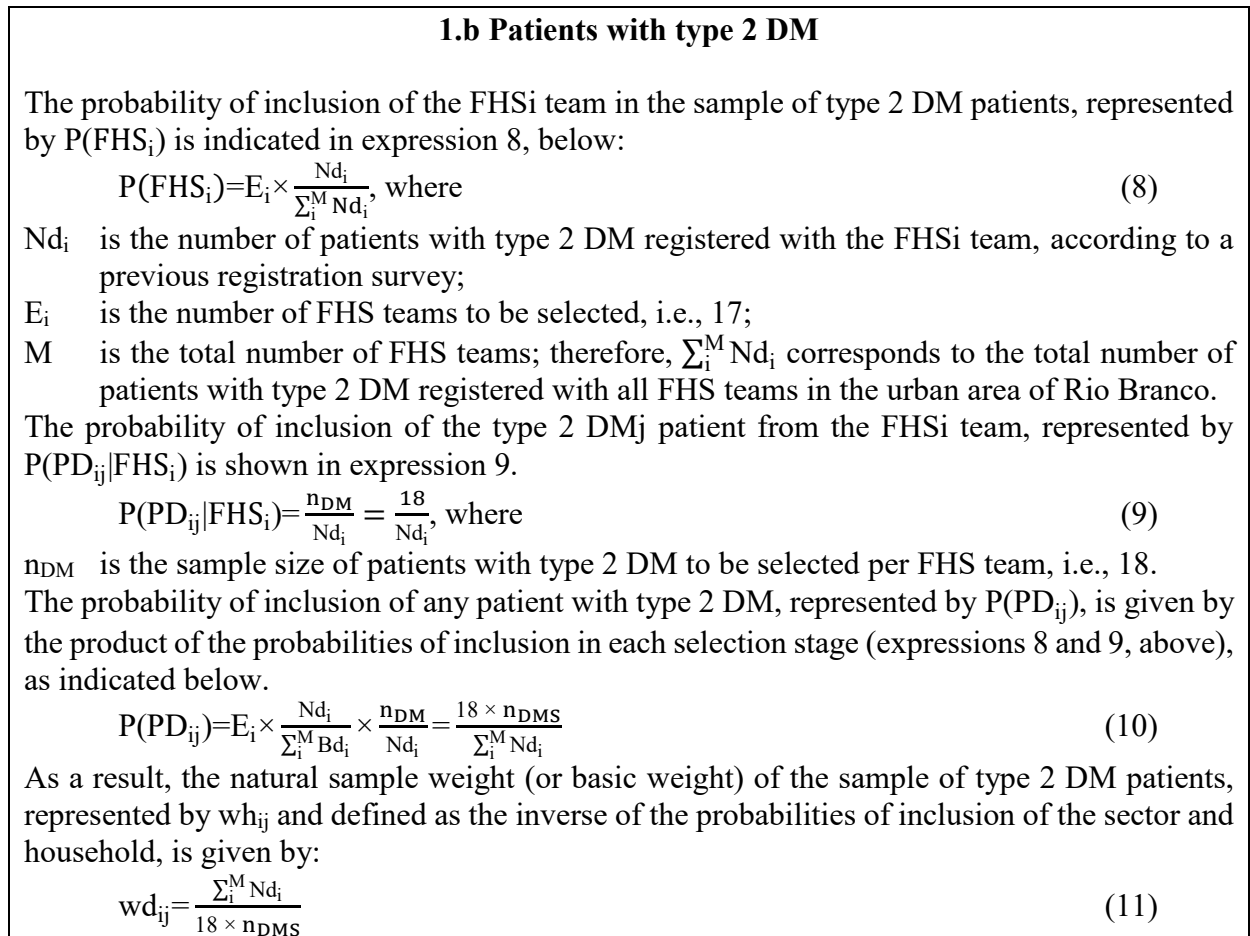 1.b Patients with type 2 DM
The probability of inclusion of the FHSi team in the sample of type 2 DM patients, represented
by P(FHSᵢ) is indicated in expression 8, below:
P(FHSᵢ)=Eᵢ× Ndᵢ / ∑ᵢᴹ Ndᵢ, where (8)
Ndᵢ is the number of patients with type 2 DM registered with the FHSi team, according to a
previous registration survey;
Eᵢ is the number of FHS teams to be selected, i.e., 17;
M is the total number of FHS teams; therefore, ∑ᵢᴹ Ndᵢ corresponds to the total number of
patients with type 2 DM registered with all FHS teams in the urban area of Rio Branco.
The probability of inclusion of the type 2 DMj patient from the FHSi team, represented by
P(PDᵢⱼ|FHSᵢ) is shown in expression 9.
P(PDᵢⱼ|FHSᵢ)= n_DM / Ndᵢ = 18 / Ndᵢ, where (9)
n_DM is the sample size of patients with type 2 DM to be selected per FHS team, i.e., 18.
The probability of inclusion of any patient with type 2 DM, represented by P(PDᵢⱼ), is given by
the product of the probabilities of inclusion in each selection stage (expressions 8 and 9, above),
as indicated below.
P(PDᵢⱼ)=Eᵢ× Ndᵢ / ∑ᵢᴹ Bdᵢ × n_DM / Ndᵢ = 18 × n_DMS / ∑ᵢᴹ Ndᵢ (10)
As a result, the natural sample weight (or basic weight) of the sample of type 2 DM patients,
represented by whᵢⱼ and defined as the inverse of the probabilities of inclusion of the sector and
household, is given by:
wdᵢⱼ= ∑ᵢᴹ Ndᵢ / 18 × n_DMS (11)